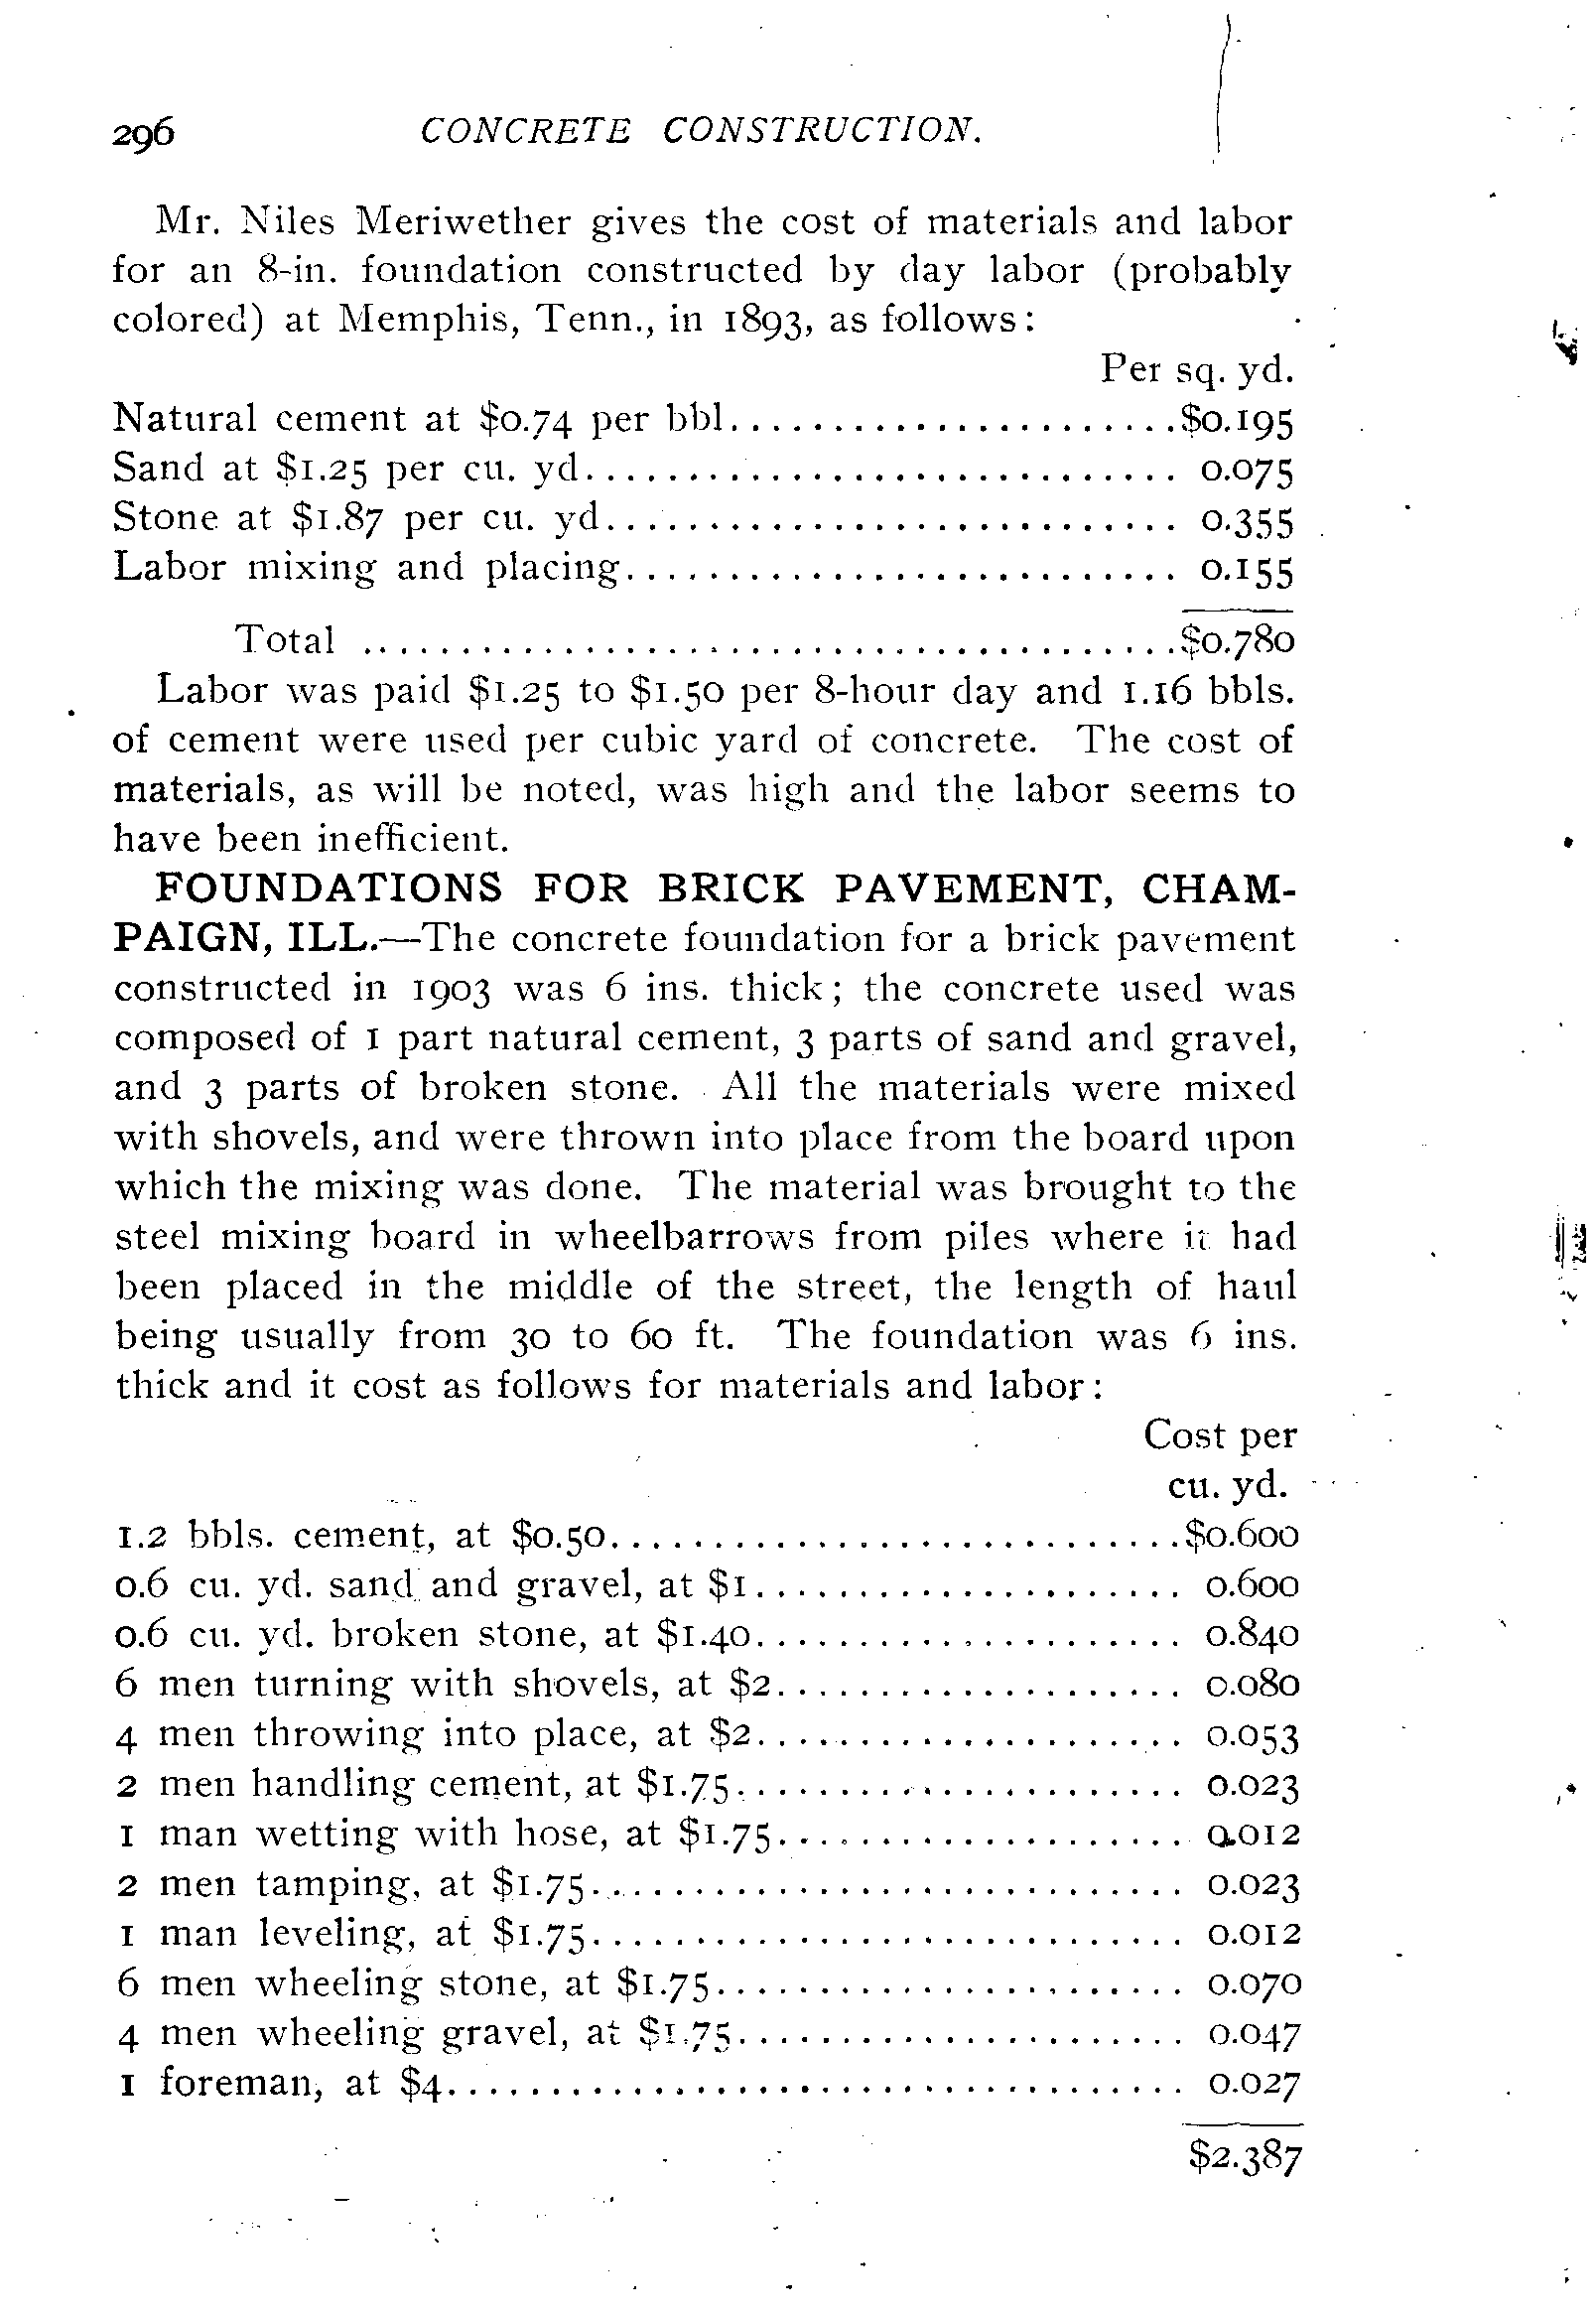 296 CONCRETE CONSTRUCTION.
Mr. Niles Meriwether gives the cost of materials and labor
for an 8-in. foundation constructed by day labor (probably
colored) at Memphis, Tenn., in 1893, as follows:
Per sq. yd.
Natural cement at $0.74 per bbl......................$0.195
Sand at $1.25 per cu. yd............................. 0.075
Stone at $1.87 per cu. yd............................ 0.355
Labor mixing and placing........................... 0.155
Total .......................................$0.780
Labor was paid $1.25 to $1.50 per 8-hour day and 1.16 bbls.
of cement were used per cubic yard of concrete. The cost of
materials, as will be noted, was high and the labor seems to
have been inefficient.
FOUNDATIONS FOR BRICK PAVEMENT, CHAM-
PAIGN, ILL.—The concrete foundation for a brick pavement
constructed in 1903 was 6 ins. thick; the concrete used was
composed of 1 part natural cement, 3 parts of sand and gravel,
and 3 parts of broken stone. All the materials were mixed
with shovels, and were thrown into place from the board upon
which the mixing was done. The material was brought to the
steel mixing board in wheelbarrows from piles where it had
been placed in the middle of the street, the length of haul
being usually from 30 to 60 ft. The foundation was 6 ins.
thick and it cost as follows for materials and labor:
Cost per
cu. yd.
1.2 bbls. cement, at $0.50............................$0.600
0.6 cu. yd. sand and gravel, at $1..................... 0.600
0.6 cu. yd. broken stone, at $1.40..................... 0.840
6 men turning with shovels, at $2.................... 0.080
4 men throwing into place, at $2..................... 0.053
2 men handling cement, at $1.75...................... 0.023
1 man wetting with hose, at $1.75.................... 0.012
2 men tamping, at $1.75............................. 0.023
1 man leveling, at $1.75............................. 0.012
6 men wheeling stone, at $1.75....................... 0.070
4 men wheeling gravel, at $1.75...................... 0.047
1 foreman, at $4.................................... 0.027
$2.387